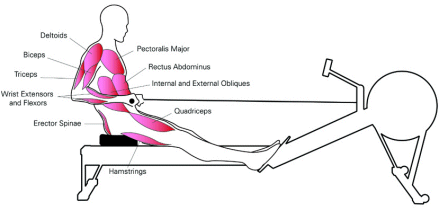 Deltoids
Pectoralis Major
Biceps
Rectus Abdominus
Triceps
Internal and External Obliques
Wrist Extensors
and Flexors
Quadriceps
Erector Spinae
Hamstrings